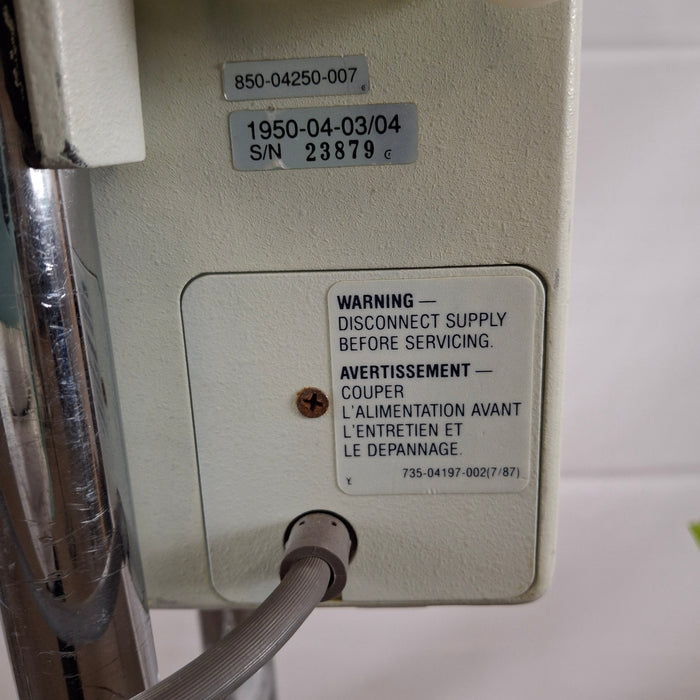 850-04250-007
1950-04-03/04
S/N 23879
WARNING —
DISCONNECT SUPPLY
BEFORE SERVICING.
AVERTISSEMENT —
COUPER
L'ALIMENTATION AVANT
L'ENTRETIEN ET
LE DEPANNAGE.
735-04197-002(7/87)